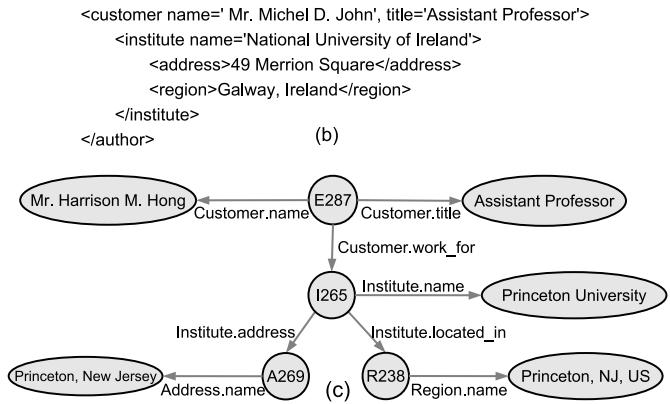 <customer name=' Mr. Michel D. John', title='Assistant Professor'>
<institute name='National University of Ireland'>
<address>49 Merrion Square</address>
<region>Galway, Ireland</region>
</institute>
</author>
(b)
Mr. Harrison M. Hong
E287
Assistant Professor
Customer.name
Customer.title
Customer.work_for
I265
Institute.name
Princeton University
Institute.address
Institute.located_in
Princeton, New Jersey
A269
R238
Princeton, NJ, US
Address.name
(c)
Region.name